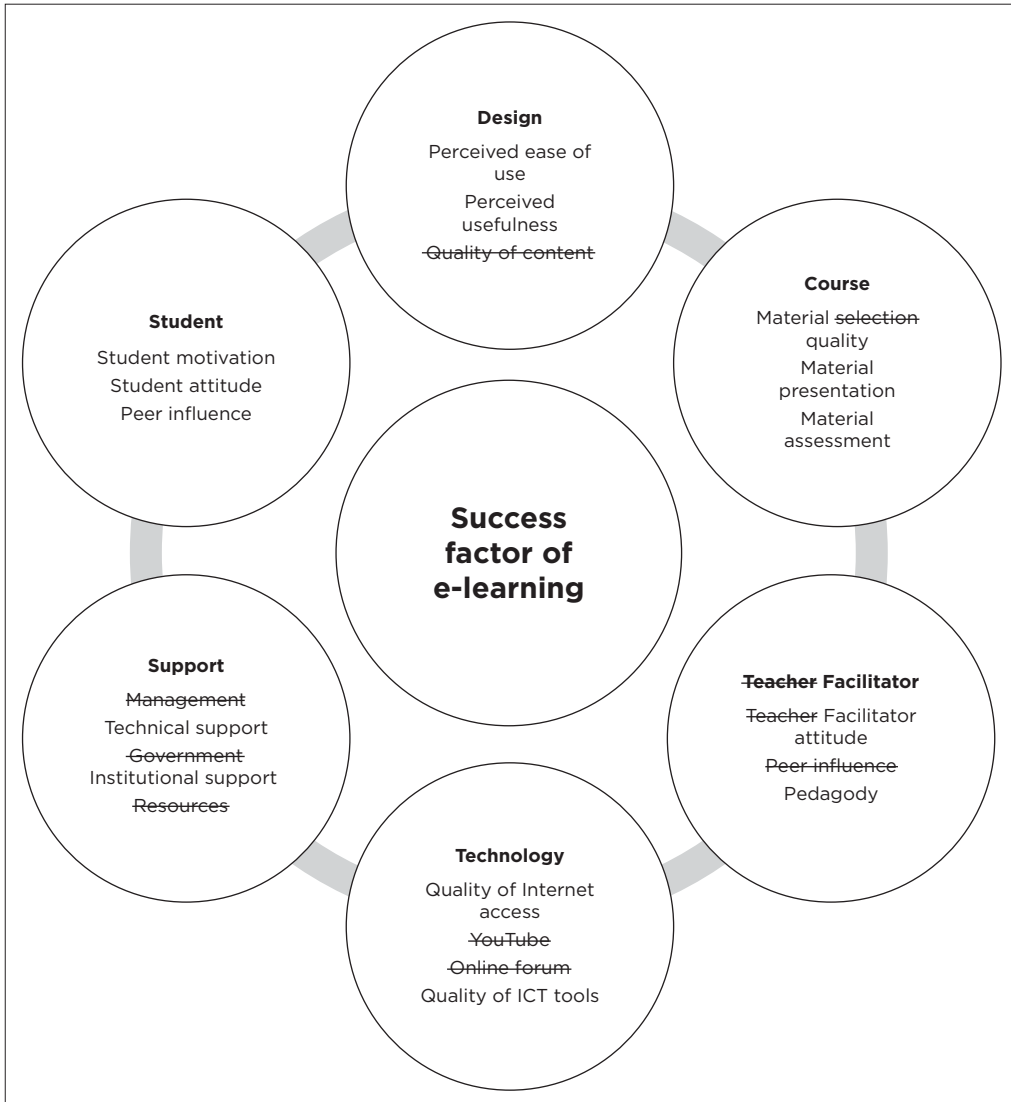 Design
Perceived ease of
use
Perceived
usefulness
Quality of content
Course
Material selection
quality
Material
presentation
Material
assessment
Student
Student motivation
Student attitude
Peer influence
Success
factor of
e-learning
Support
Management
Technical support
Government
Institutional support
Resources
Teacher Facilitator
Teacher Facilitator
attitude
Peer influence
Pedagody
Technology
Quality of Internet
access
YouTube
Online forum
Quality of ICT tools